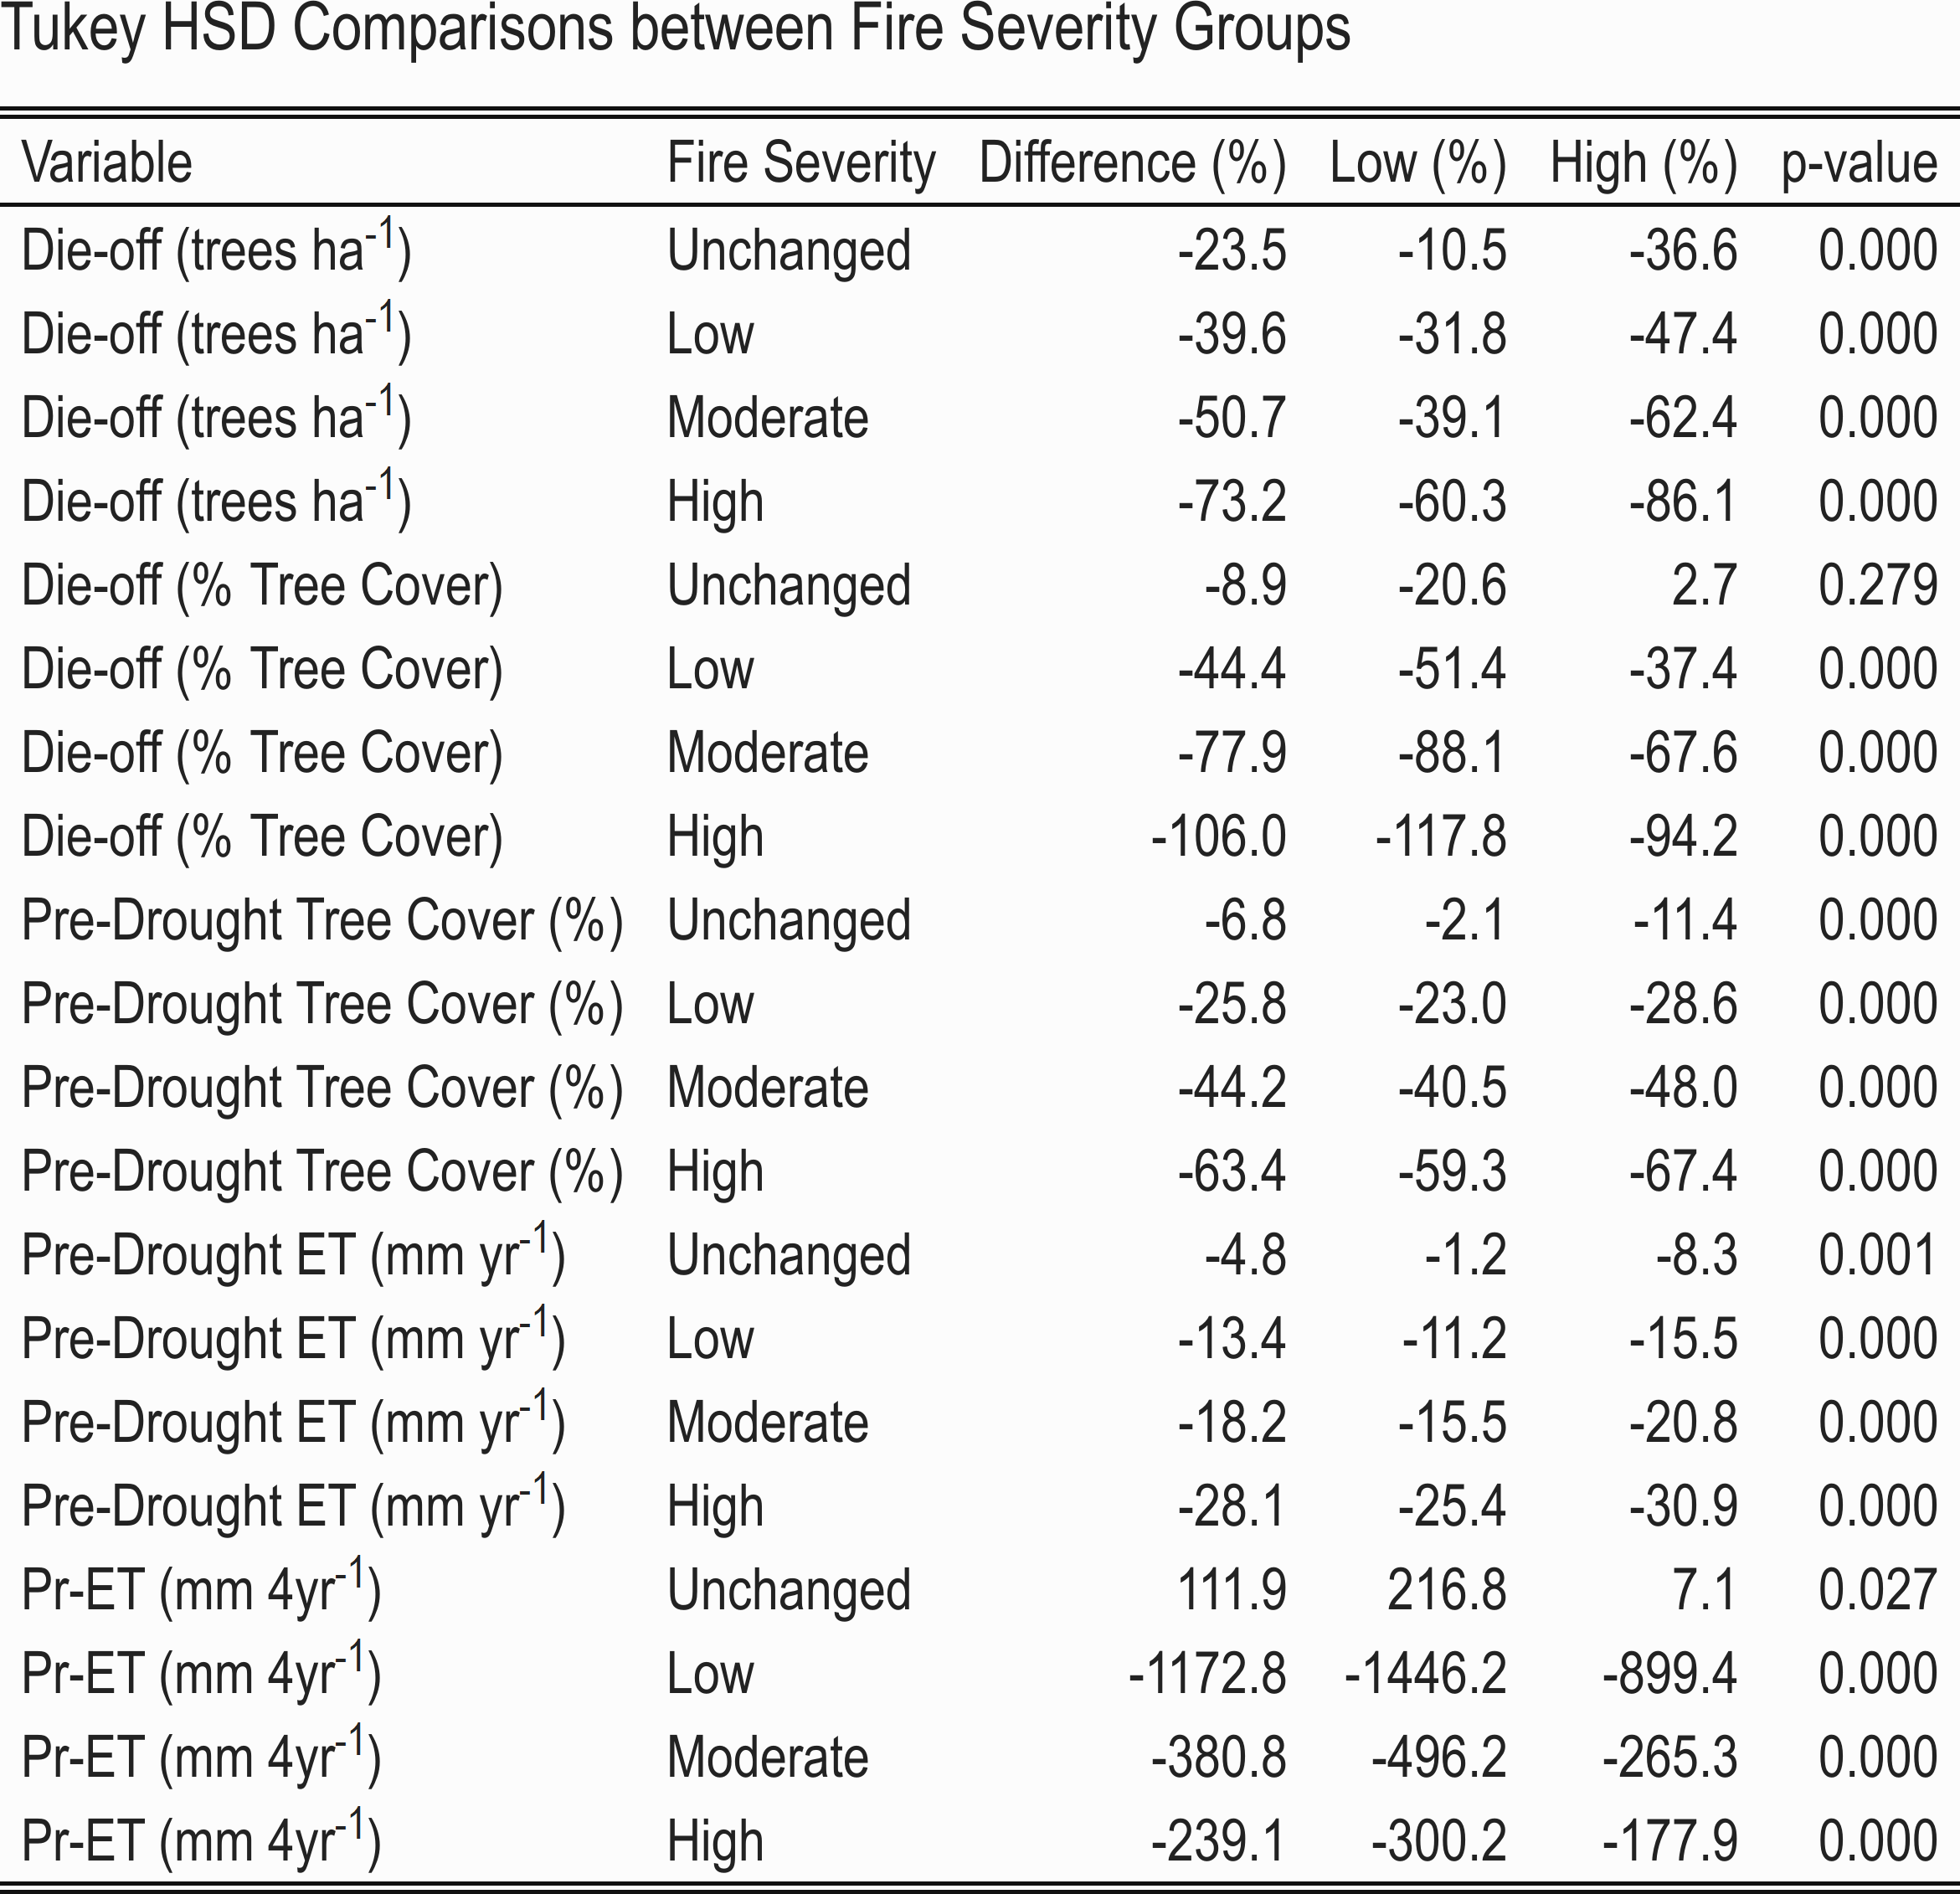 Tukey HSD Comparisons between Fire Severity Groups
Variable Fire Severity Difference (%) Low (%) High (%) p-value
Die-off (trees ha⁻¹) Unchanged -23.5 -10.5 -36.6 0.000
Die-off (trees ha⁻¹) Low -39.6 -31.8 -47.4 0.000
Die-off (trees ha⁻¹) Moderate -50.7 -39.1 -62.4 0.000
Die-off (trees ha⁻¹) High -73.2 -60.3 -86.1 0.000
Die-off (% Tree Cover) Unchanged -8.9 -20.6 2.7 0.279
Die-off (% Tree Cover) Low -44.4 -51.4 -37.4 0.000
Die-off (% Tree Cover) Moderate -77.9 -88.1 -67.6 0.000
Die-off (% Tree Cover) High -106.0 -117.8 -94.2 0.000
Pre-Drought Tree Cover (%) Unchanged -6.8 -2.1 -11.4 0.000
Pre-Drought Tree Cover (%) Low -25.8 -23.0 -28.6 0.000
Pre-Drought Tree Cover (%) Moderate -44.2 -40.5 -48.0 0.000
Pre-Drought Tree Cover (%) High -63.4 -59.3 -67.4 0.000
Pre-Drought ET (mm yr⁻¹) Unchanged -4.8 -1.2 -8.3 0.001
Pre-Drought ET (mm yr⁻¹) Low -13.4 -11.2 -15.5 0.000
Pre-Drought ET (mm yr⁻¹) Moderate -18.2 -15.5 -20.8 0.000
Pre-Drought ET (mm yr⁻¹) High -28.1 -25.4 -30.9 0.000
Pr-ET (mm 4yr⁻¹) Unchanged 111.9 216.8 7.1 0.027
Pr-ET (mm 4yr⁻¹) Low -1172.8 -1446.2 -899.4 0.000
Pr-ET (mm 4yr⁻¹) Moderate -380.8 -496.2 -265.3 0.000
Pr-ET (mm 4yr⁻¹) High -239.1 -300.2 -177.9 0.000